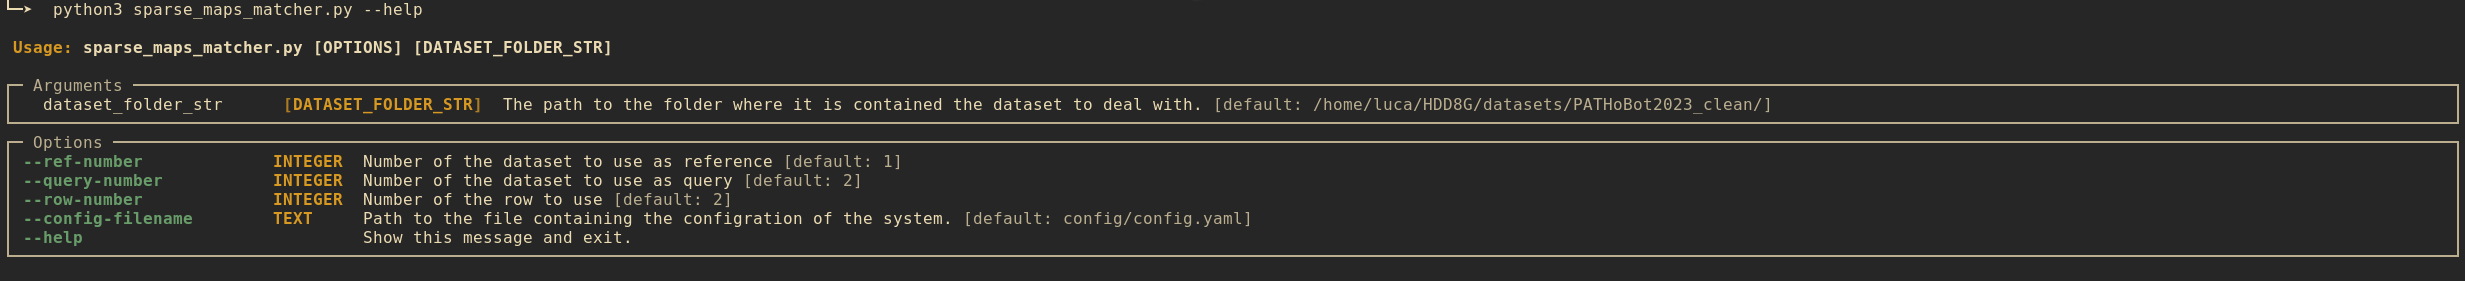 python3 sparse_maps_matcher.py --help
Usage: sparse_maps_matcher.py [OPTIONS] [DATASET_FOLDER_STR]
Arguments
dataset_folder_str [DATASET_FOLDER_STR] The path to the folder where it is contained the dataset to deal with. [default: /home/luca/HDD8G/datasets/PATHoBot2023_clean/]
Options
--ref-number INTEGER Number of the dataset to use as reference [default: 1]
--query-number INTEGER Number of the dataset to use as query [default: 2]
--row-number INTEGER Number of the row to use [default: 2]
--config-filename TEXT Path to the file containing the configration of the system. [default: config/config.yaml]
--help Show this message and exit.